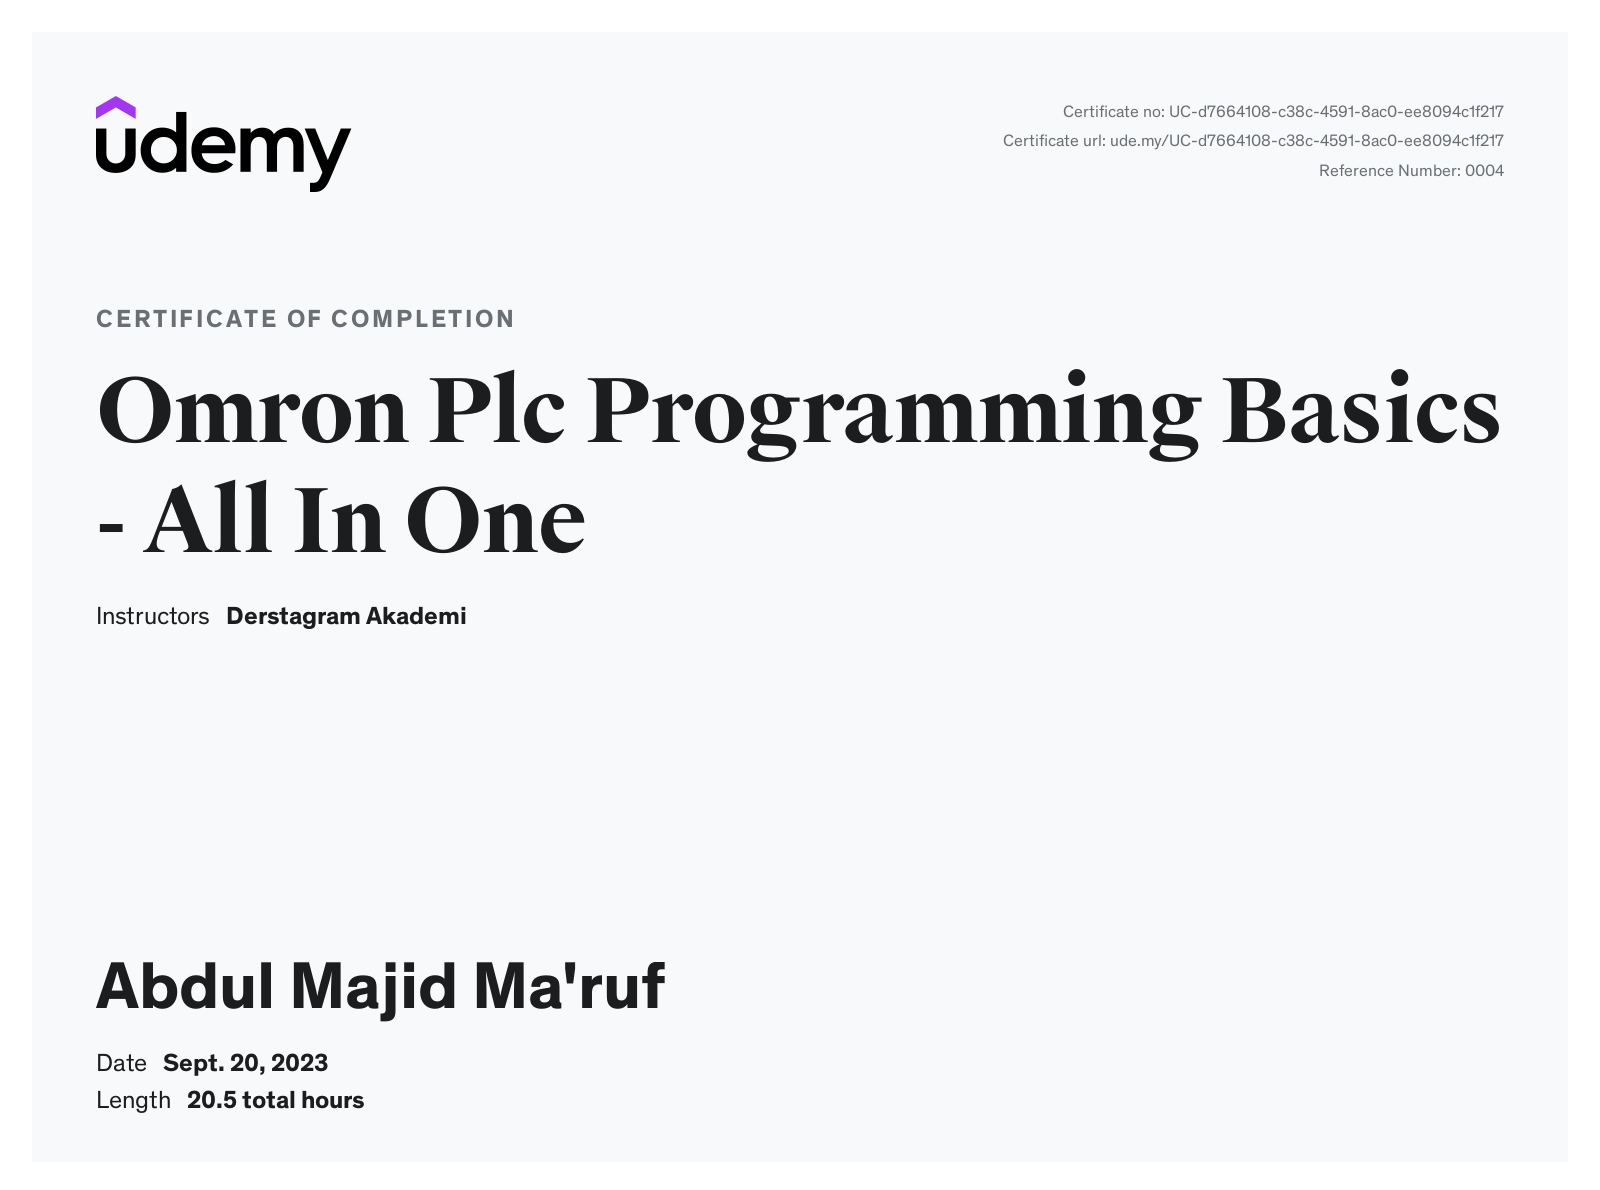 udemy
Certificate no: UC-d7664108-c38c-4591-8ac0-ee8094c1f217
Certificate url: ude.my/UC-d7664108-c38c-4591-8ac0-ee8094c1f217
Reference Number: 0004
CERTIFICATE OF COMPLETION
Omron Plc Programming Basics
- All In One
Instructors Derstagram Akademi
Abdul Majid Ma'ruf
Date Sept. 20, 2023
Length 20.5 total hours